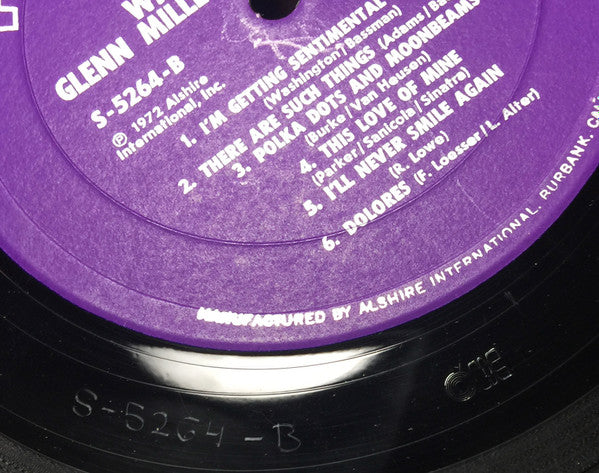 GLENN MILLE
S-5264-B
℗ 1972 Alshire
International, Inc.
1. I'M GETTING SENTIMENTAL
(Washington/Bassman)
2. THERE ARE SUCH THINGS (Adams/Ba
3. POLKA DOTS AND MOONBEAMS
(Burke/Van Heusen)
4. THIS LOVE OF MINE
(Parker/Sanicola/Sinatra)
5. I'LL NEVER SMILE AGAIN
(R. Lowe)
6. DOLORES (F. Loesser/L. Alter)
MANUFACTURED BY ALSHIRE INTERNATIONAL, BURBANK, CA
S-5264-B